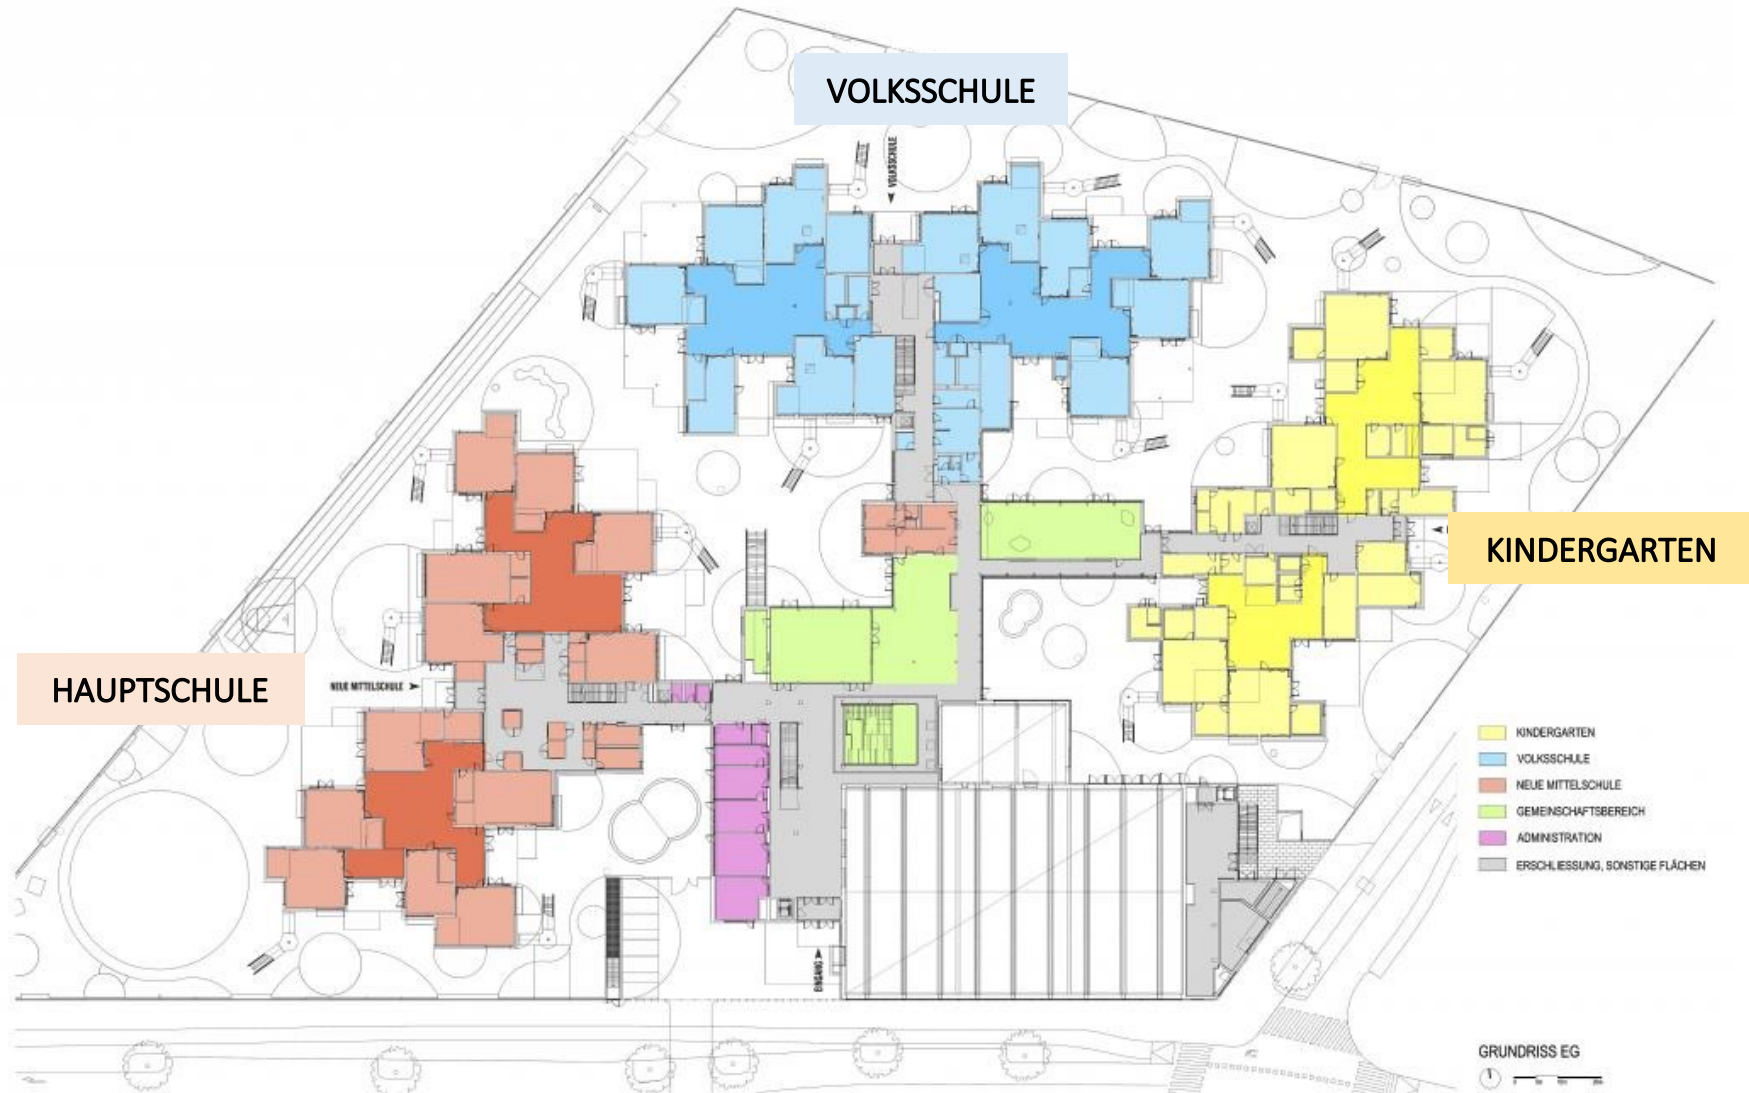 VOLKSSCHULE
VOLKSSCHULE
KINDERGARTEN
HAUPTSCHULE
NEUE MITTELSCHULE
KINDERGARTEN
VOLKSSCHULE
NEUE MITTELSCHULE
GEMEINSCHAFTSBEREICH
ADMINISTRATION
ERSCHLIESSUNG, SONSTIGE FLÄCHEN
EINGANG
GRUNDRISS EG